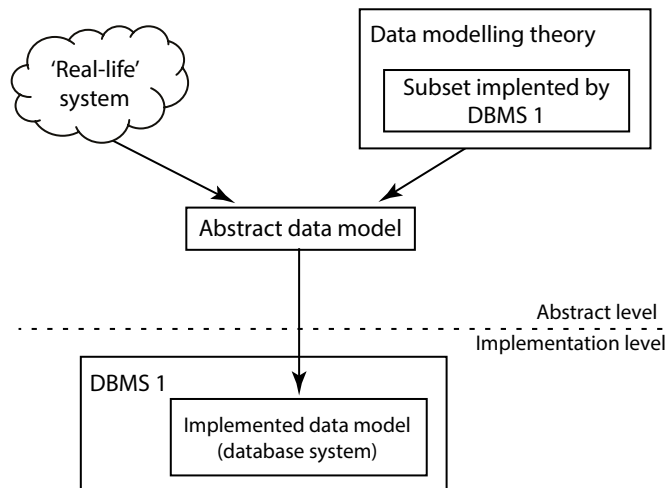 'Real-life'
system
Data modelling theory
Subset implented by
DBMS 1
Abstract data model
Abstract level
Implementation level
DBMS 1
Implemented data model
(database system)